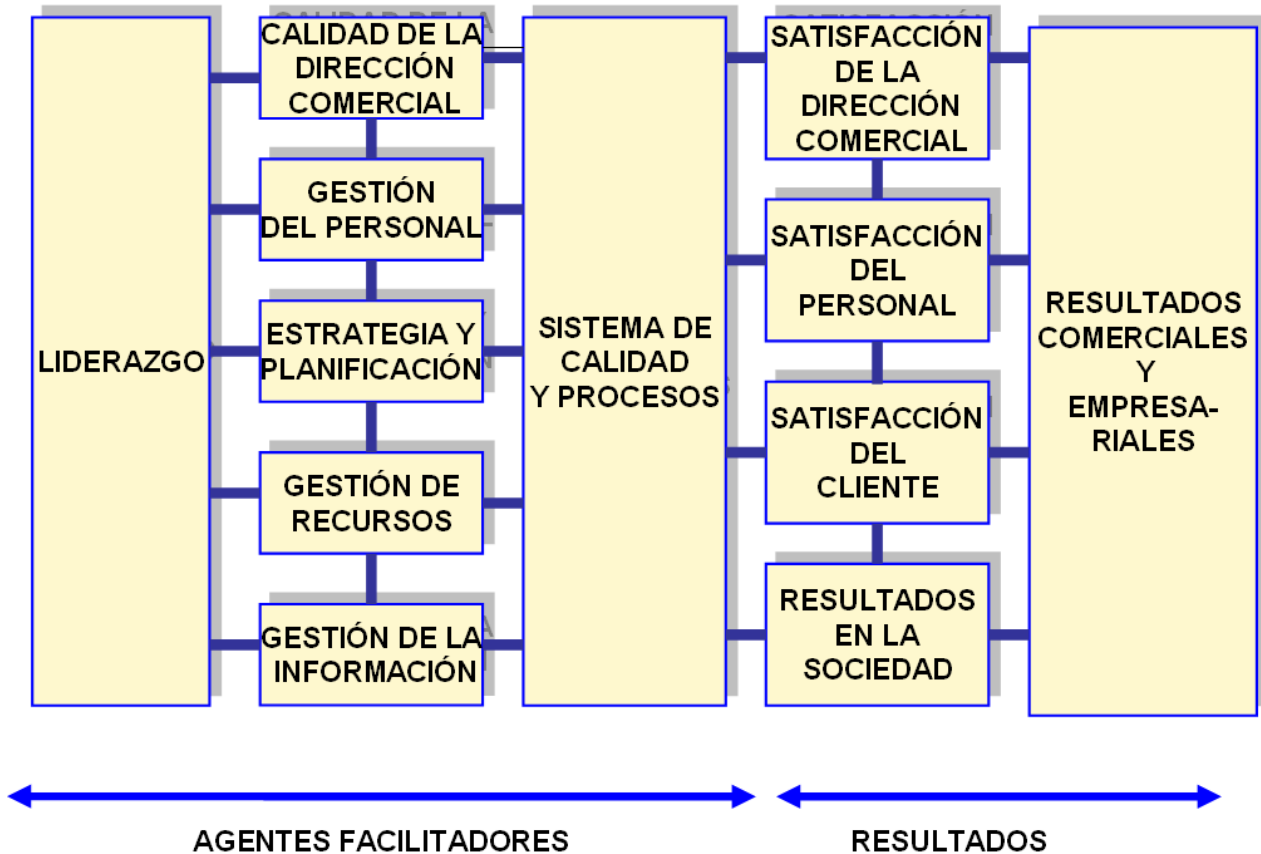 LIDERAZGO
CALIDAD DE LA
DIRECCIÓN
COMERCIAL
GESTIÓN
DEL PERSONAL
ESTRATEGIA Y
PLANIFICACIÓN
GESTIÓN DE
RECURSOS
GESTIÓN DE LA
INFORMACIÓN
SISTEMA DE
CALIDAD
Y PROCESOS
SATISFACCIÓN
DE LA
DIRECCIÓN
COMERCIAL
SATISFACCIÓN
DEL
PERSONAL
SATISFACCIÓN
DEL
CLIENTE
RESULTADOS
EN LA
SOCIEDAD
RESULTADOS
COMERCIALES
Y
EMPRESA-
RIALES
AGENTES FACILITADORES
RESULTADOS